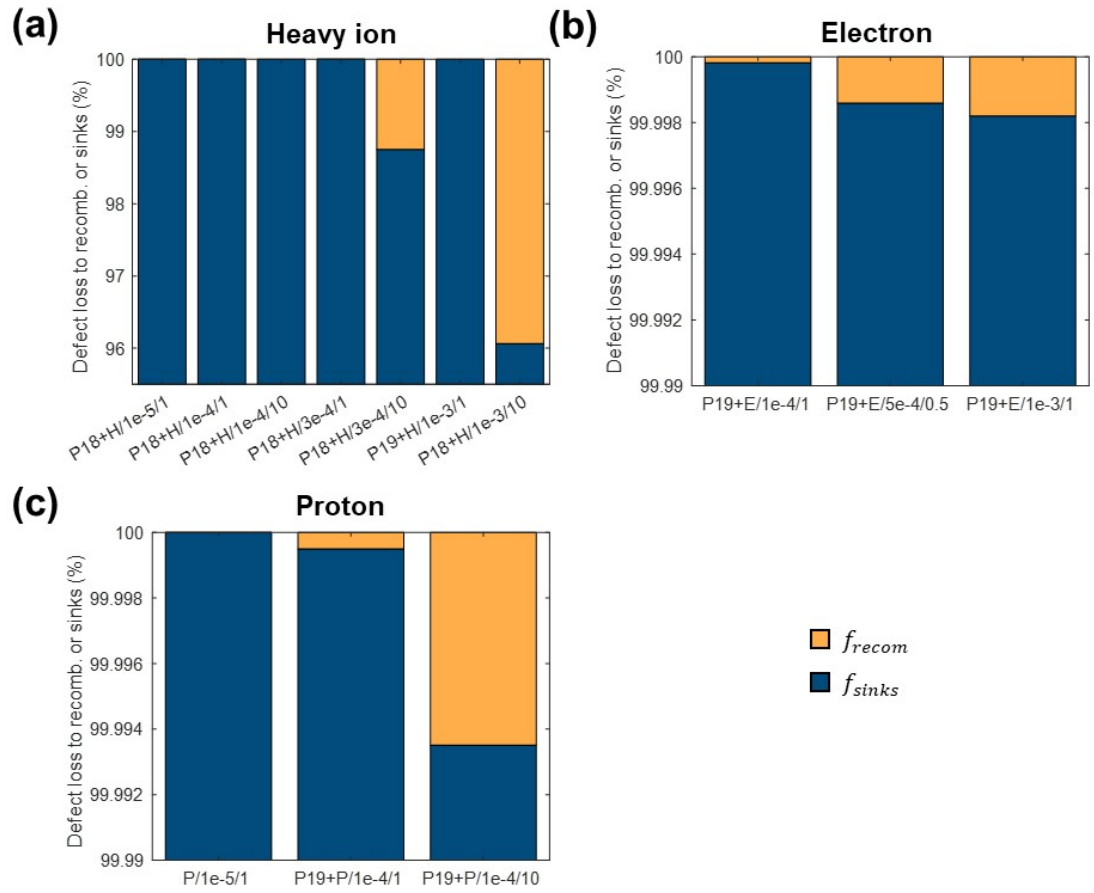 (a)
Heavy ion
Defect loss to recomb. or sinks (%)
100
99
98
97
96
P18+H/1e-5/1
P18+H/1e-4/1
P18+H/1e-4/10
P18+H/3e-4/1
P18+H/3e-4/10
P19+H/1e-3/1
P18+H/1e-3/10
(b)
Electron
Defect loss to recomb. or sinks (%)
100
99.998
99.996
99.994
99.992
99.99
P19+E/1e-4/1
P19+E/5e-4/0.5
P19+E/1e-3/1
(c)
Proton
Defect loss to recomb. or sinks (%)
100
99.998
99.996
99.994
99.992
99.99
P/1e-5/1
P19+P/1e-4/1
P19+P/1e-4/10
f_recom
f_sinks